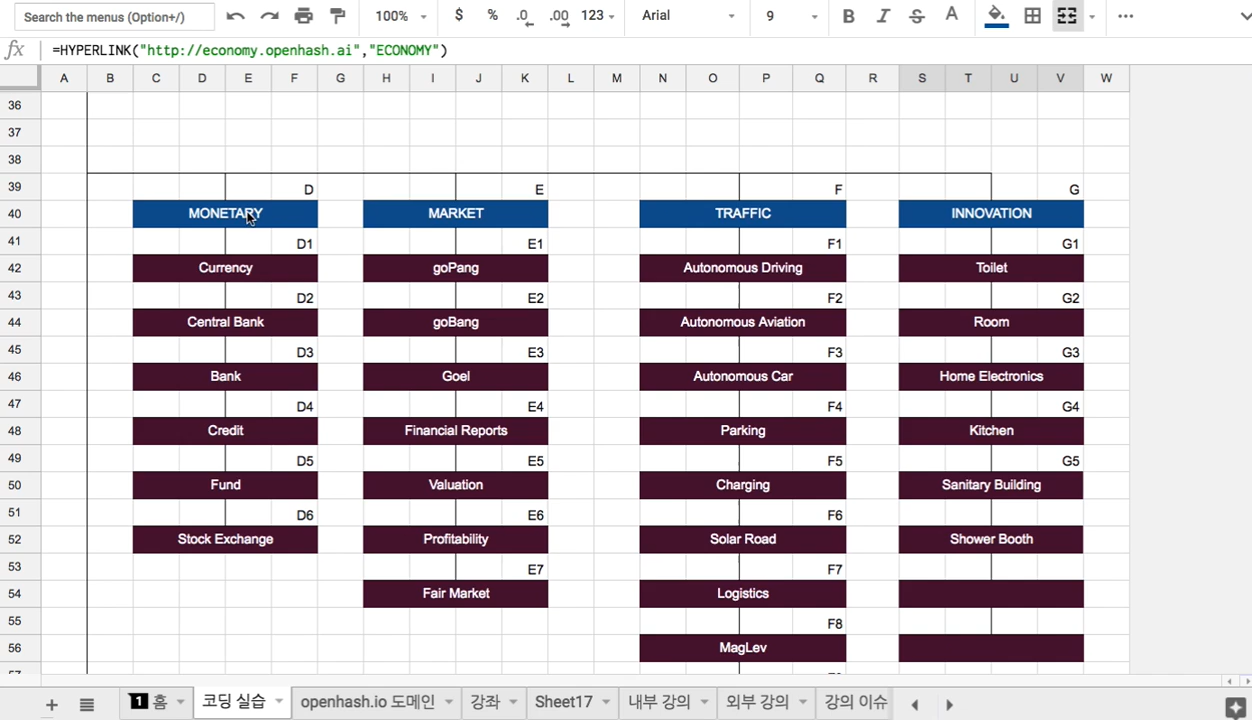 Search the menus (Option+/) 100% $ % .0 .00 123 Arial 9 B I S A
fx =HYPERLINK("http://economy.openhash.ai","ECONOMY")
A B C D E F G H I J K L M N O P Q R S T U V W
36
37
38
39 D E F G
40 MONETARY MARKET TRAFFIC INNOVATION
41 D1 E1 F1 G1
42 Currency goPang Autonomous Driving Toilet
43 D2 E2 F2 G2
44 Central Bank goBang Autonomous Aviation Room
45 D3 E3 F3 G3
46 Bank Goel Autonomous Car Home Electronics
47 D4 E4 F4 G4
48 Credit Financial Reports Parking Kitchen
49 D5 E5 F5 G5
50 Fund Valuation Charging Sanitary Building
51 D6 E6 F6
52 Stock Exchange Profitability Solar Road Shower Booth
53 E7 F7
54 Fair Market Logistics
55 F8
56 MagLev
57
1 홈 코딩 실습 openhash.io 도메인 강좌 Sheet17 내부 강의 외부 강의 강의 이슈